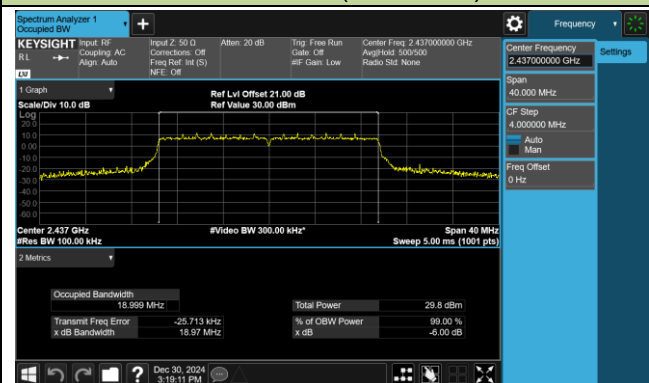 Spectrum Analyzer 1
Occupied BW
Frequency
KEYSIGHT
RL
LXI
Input: RF
Coupling: AC
Align: Auto
Input Z: 50 Ω
Corrections: Off
Freq Ref: Int (S)
NFE: Off
Atten: 20 dB
Trig: Free Run
Gate: Off
#IF Gain: Low
Center Freq: 2.437000000 GHz
Avg|Hold: 500/500
Radio Std: None
Center Frequency
2.437000000 GHz
Settings
Span
40.000 MHz
CF Step
4.000000 MHz
Auto
Man
Freq Offset
0 Hz
1 Graph
Scale/Div 10.0 dB
Ref Lvl Offset 21.00 dB
Ref Value 30.00 dBm
Log
20.0
10.0
0.00
-10.0
-20.0
-30.0
-40.0
-50.0
-60.0
Center 2.437 GHz
#Video BW 300.00 kHz*
Span 40 MHz
#Res BW 100.00 kHz
Sweep 5.00 ms (1001 pts)
2 Metrics
Occupied Bandwidth
18.999 MHz
Total Power 29.8 dBm
Transmit Freq Error -25.713 kHz
% of OBW Power 99.00 %
x dB Bandwidth 18.97 MHz
x dB -6.00 dB
Dec 30, 2024
3:19:11 PM